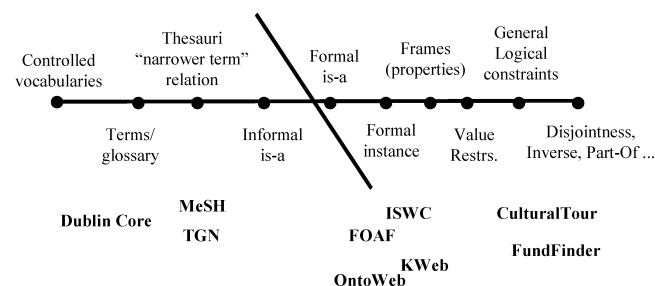 Controlled
vocabularies
Thesauri
“narrower term”
relation
Formal
is-a
Frames
(properties)
General
Logical
constraints
Terms/
glossary
Informal
is-a
Formal
instance
Value
Restrs.
Disjointness,
Inverse, Part-Of ...
Dublin Core
MeSH
TGN
ISWC
FOAF
KWeb
OntoWeb
CulturalTour
FundFinder